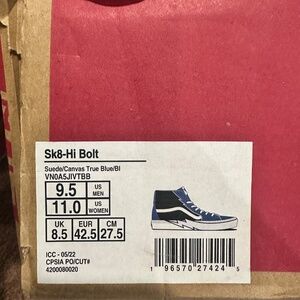 Sk8-Hi Bolt
Suede/Canvas True Blue/Bl
VN0A5JIVTBB
9.5 US MEN
11.0 US WOMEN
UK EUR CM
8.5 42.5 27.5
ICC - 05/22
CPSIA PO/CUT#
4200080020
1 96570 27424 5